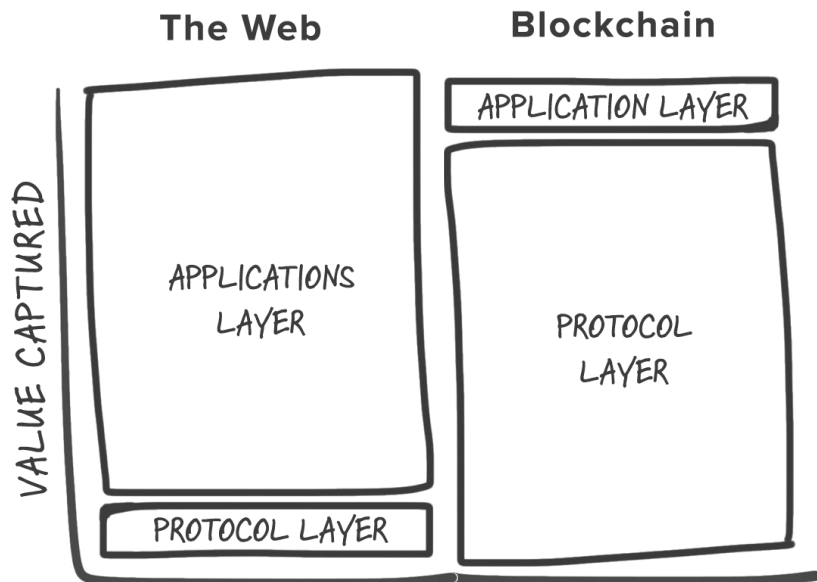 The Web
Blockchain
VALUE CAPTURED
APPLICATIONS
LAYER
PROTOCOL LAYER
APPLICATION LAYER
PROTOCOL
LAYER